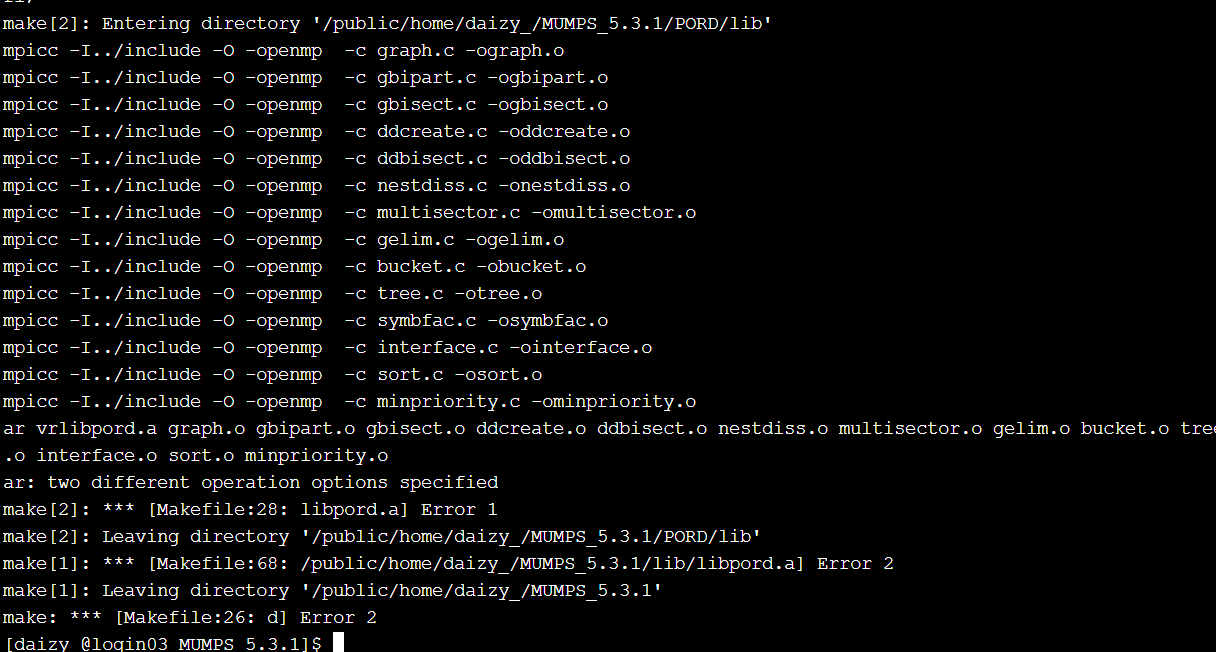 make[2]: Entering directory '/public/home/daizy_/MUMPS_5.3.1/PORD/lib'
mpicc -I../include -O -openmp  -c graph.c -ograph.o
mpicc -I../include -O -openmp  -c gbipart.c -ogbipart.o
mpicc -I../include -O -openmp  -c gbisect.c -ogbisect.o
mpicc -I../include -O -openmp  -c ddcreate.c -oddcreate.o
mpicc -I../include -O -openmp  -c ddbisect.c -oddbisect.o
mpicc -I../include -O -openmp  -c nestdiss.c -onestdiss.o
mpicc -I../include -O -openmp  -c multisector.c -omultisector.o
mpicc -I../include -O -openmp  -c gelim.c -ogelim.o
mpicc -I../include -O -openmp  -c bucket.c -obucket.o
mpicc -I../include -O -openmp  -c tree.c -otree.o
mpicc -I../include -O -openmp  -c symbfac.c -osymbfac.o
mpicc -I../include -O -openmp  -c interface.c -ointerface.o
mpicc -I../include -O -openmp  -c sort.c -osort.o
mpicc -I../include -O -openmp  -c minpriority.c -ominpriority.o
ar vrlibpord.a graph.o gbipart.o gbisect.o ddcreate.o ddbisect.o nestdiss.o multisector.o gelim.o bucket.o tree
.o interface.o sort.o minpriority.o
ar: two different operation options specified
make[2]: *** [Makefile:28: libpord.a] Error 1
make[2]: Leaving directory '/public/home/daizy_/MUMPS_5.3.1/PORD/lib'
make[1]: *** [Makefile:68: /public/home/daizy_/MUMPS_5.3.1/lib/libpord.a] Error 2
make[1]: Leaving directory '/public/home/daizy_/MUMPS_5.3.1'
make: *** [Makefile:26: d] Error 2
[daizy_@login03 MUMPS_5.3.1]$